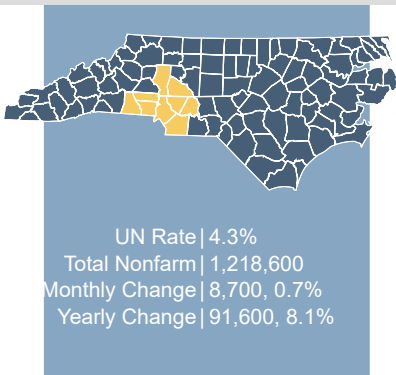 UN Rate| 4.3%
Total Nonfarm| 1,218,600
Monthly Change| 8,700, 0.7%
Yearly Change| 91,600, 8.1%